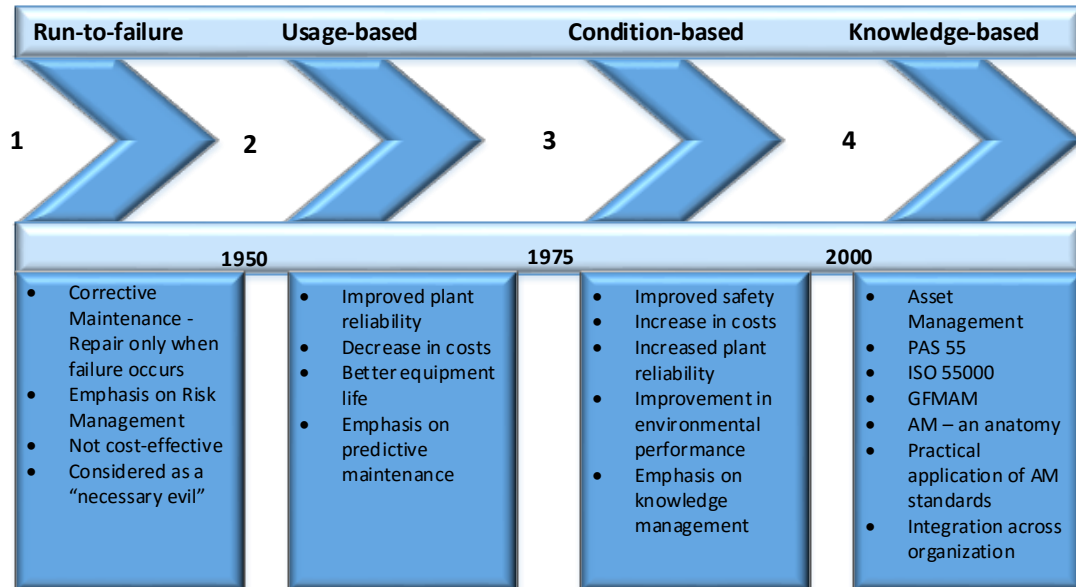 Run-to-failure Usage-based Condition-based Knowledge-based
1 2 3 4
1950 1975 2000
• Corrective
Maintenance -
Repair only when
failure occurs
• Emphasis on Risk
Management
• Not cost-effective
• Considered as a
“necessary evil”
• Improved plant
reliability
• Decrease in costs
• Better equipment
life
• Emphasis on
predictive
maintenance
• Improved safety
• Increase in costs
• Increased plant
reliability
• Improvement in
environmental
performance
• Emphasis on
knowledge
management
• Asset
Management
• PAS 55
• ISO 55000
• GFMAM
• AM – an anatomy
• Practical
application of AM
standards
• Integration across
organization